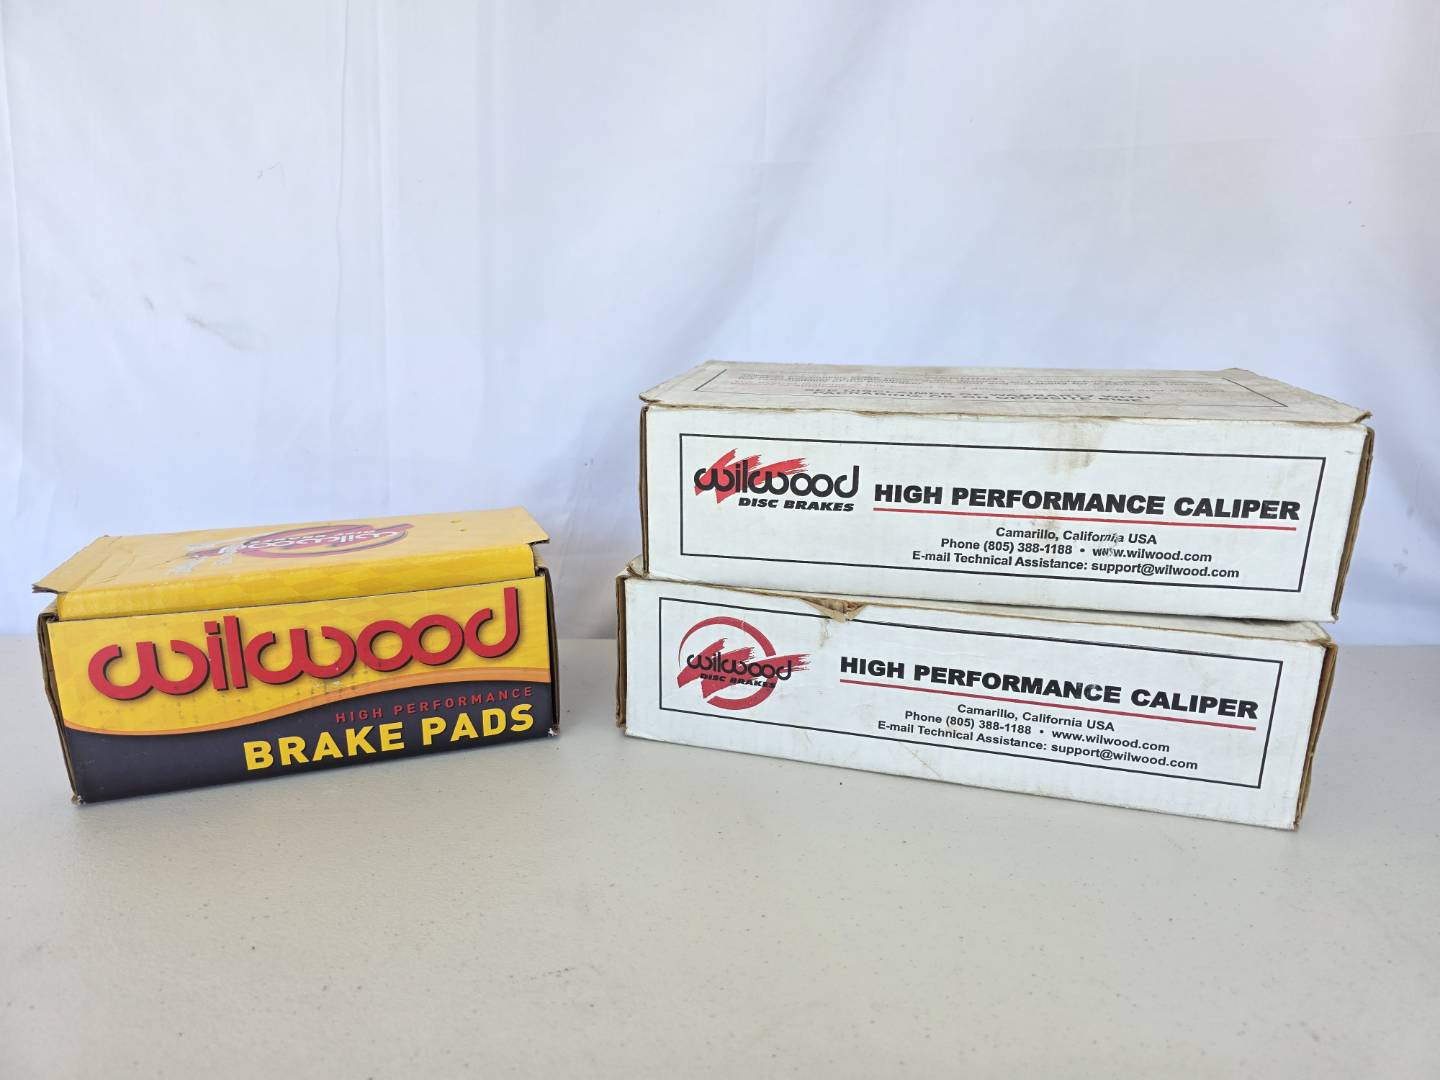 wilwood
HIGH PERFORMANCE
BRAKE PADS
SEE DISCLAIMER
wilwood
DISC BRAKES
HIGH PERFORMANCE CALIPER
Camarillo, California USA
Phone (805) 388-1188 • www.wilwood.com
E-mail Technical Assistance: support@wilwood.com
wilwood
DISC BRAKES
HIGH PERFORMANCE CALIPER
Camarillo, California USA
Phone (805) 388-1188 • www.wilwood.com
E-mail Technical Assistance: support@wilwood.com